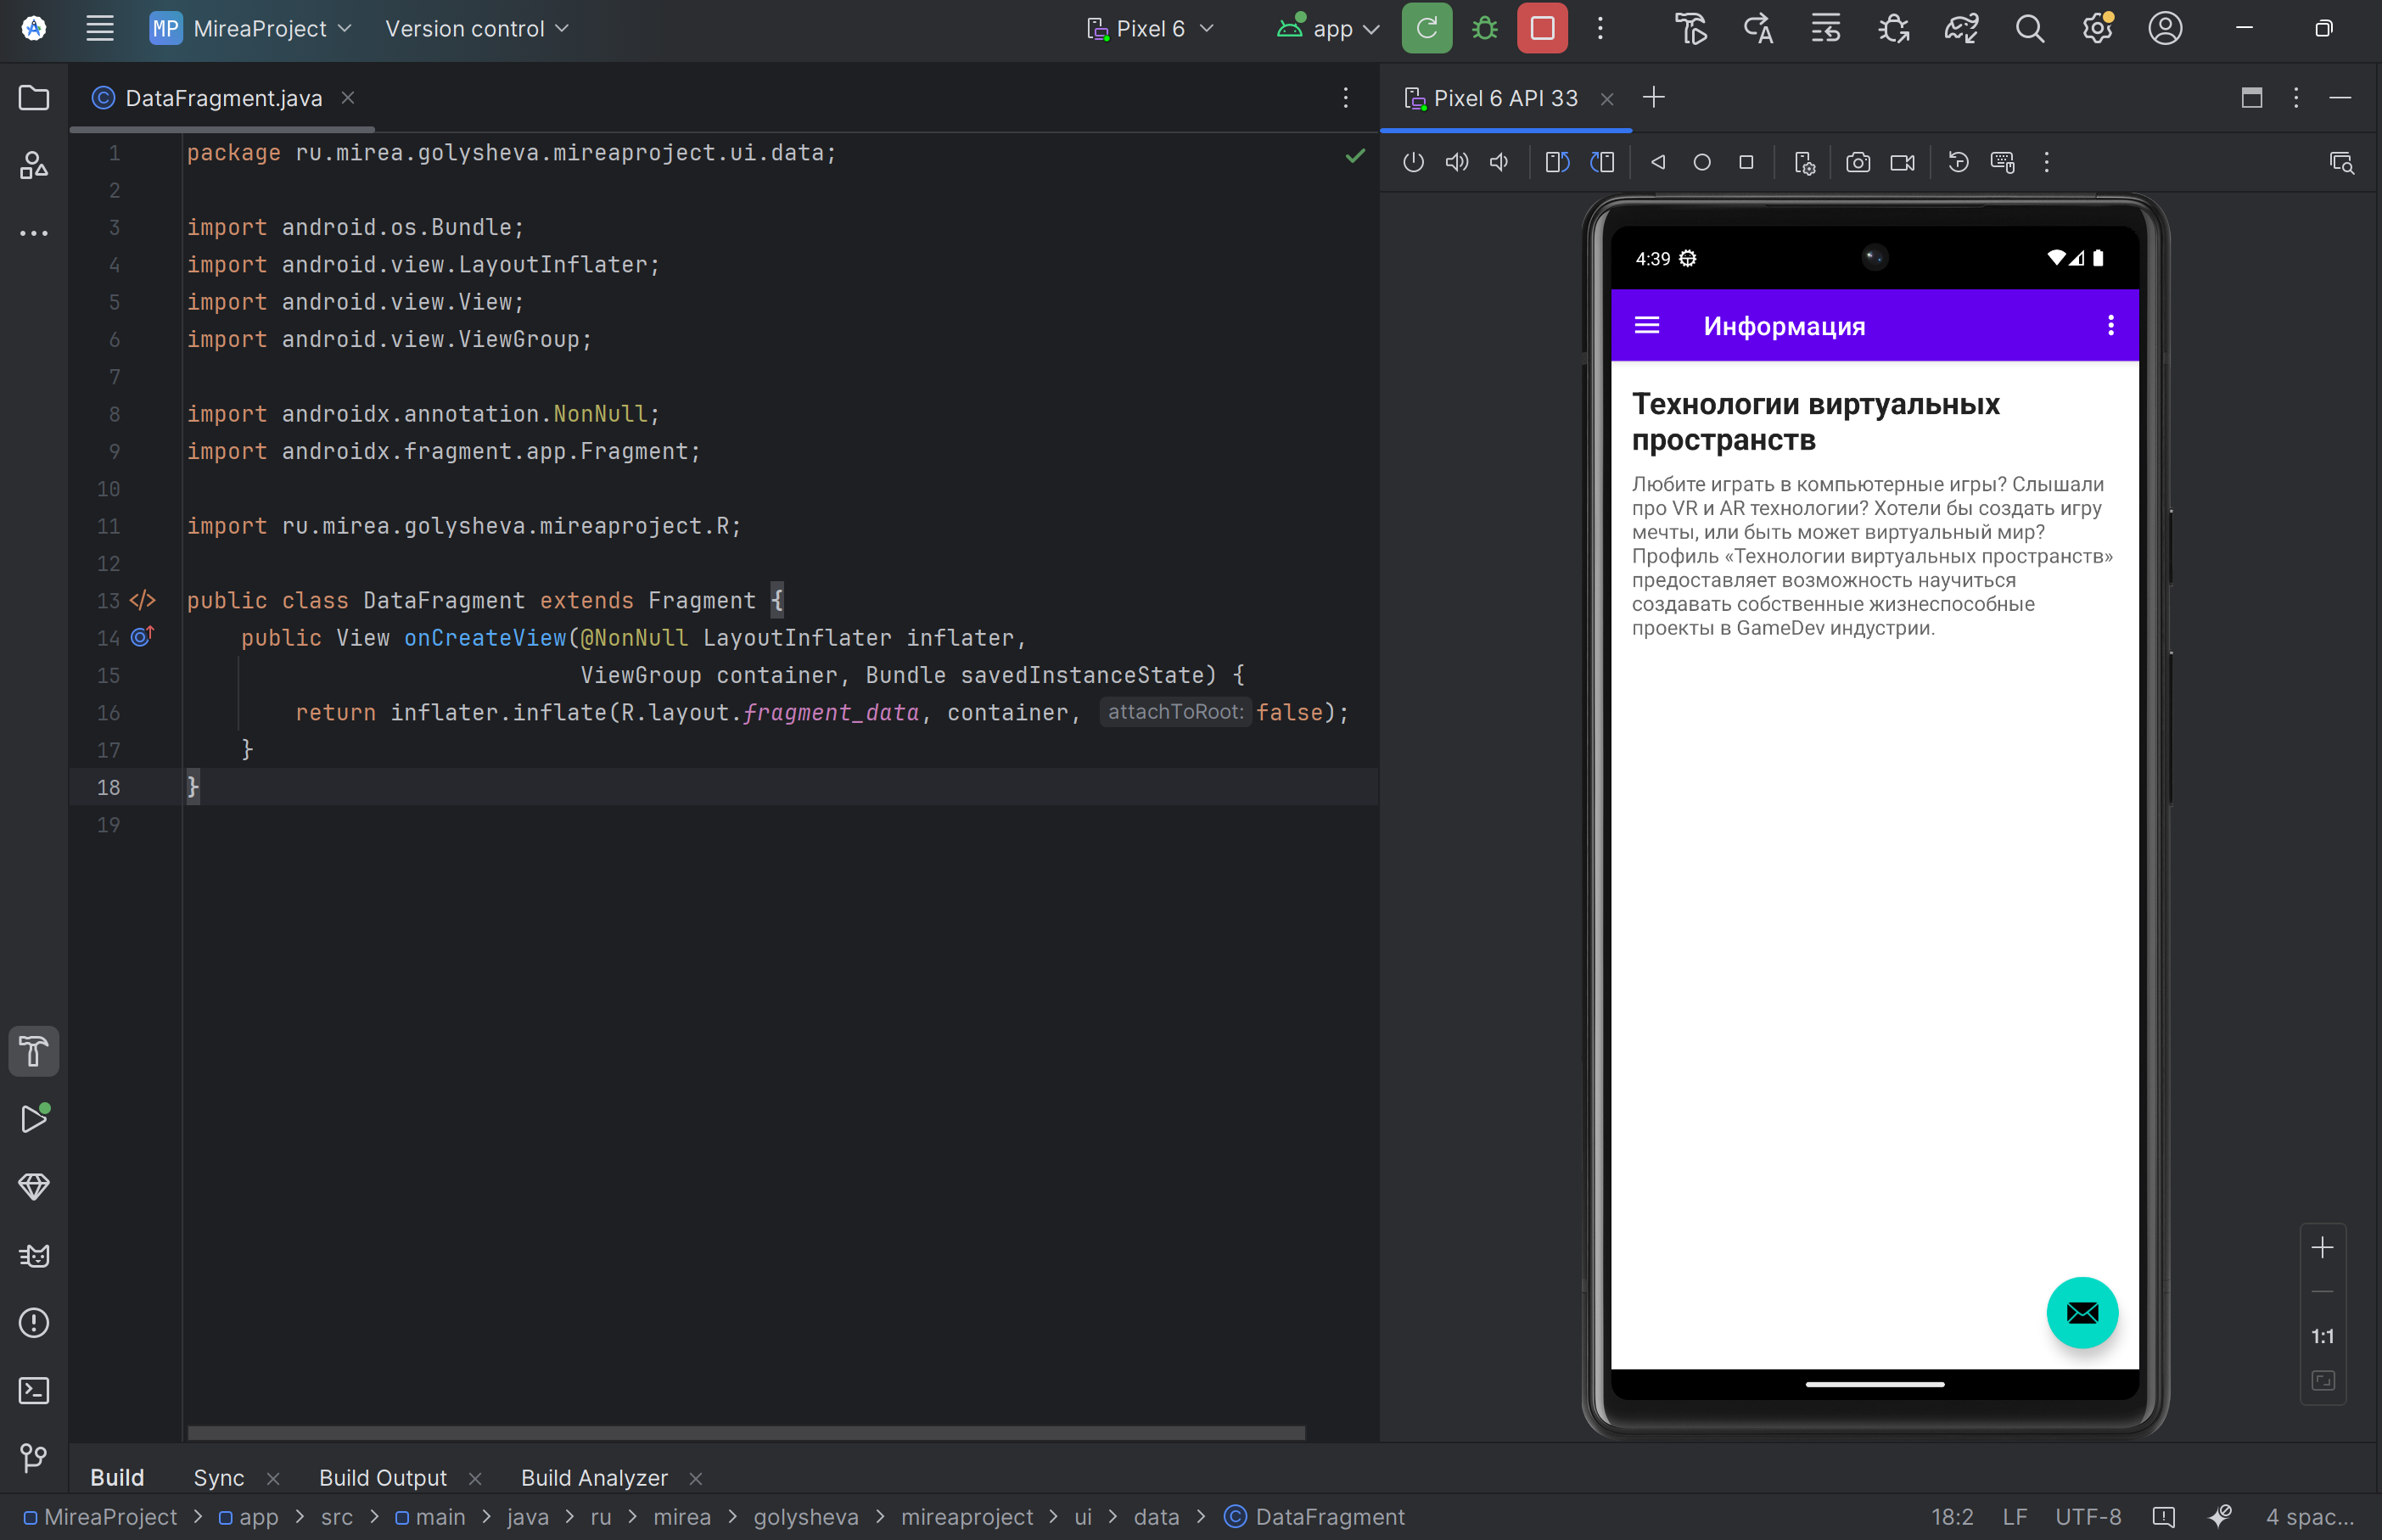 MP MireaProject Version control Pixel 6 app
DataFragment.java
Pixel 6 API 33
1 package ru.mirea.golysheva.mireaproject.ui.data;
2
3 import android.os.Bundle;
4 import android.view.LayoutInflater;
5 import android.view.View;
6 import android.view.ViewGroup;
7
8 import androidx.annotation.NonNull;
9 import androidx.fragment.app.Fragment;
10
11 import ru.mirea.golysheva.mireaproject.R;
12
13 public class DataFragment extends Fragment {
14 public View onCreateView(@NonNull LayoutInflater inflater,
15 ViewGroup container, Bundle savedInstanceState) {
16 return inflater.inflate(R.layout.fragment_data, container, attachToRoot: false);
17 }
18 }
19
4:39
Информация
Технологии виртуальных
пространств
Любите играть в компьютерные игры? Слышали
про VR и AR технологии? Хотели бы создать игру
мечты, или быть может виртуальный мир?
Профиль «Технологии виртуальных пространств»
предоставляет возможность научиться
создавать собственные жизнеспособные
проекты в GameDev индустрии.
1:1
Build Sync Build Output Build Analyzer
MireaProject > app > src > main > java > ru > mirea > golysheva > mireaproject > ui > data > DataFragment
18:2 LF UTF-8 4 spac...